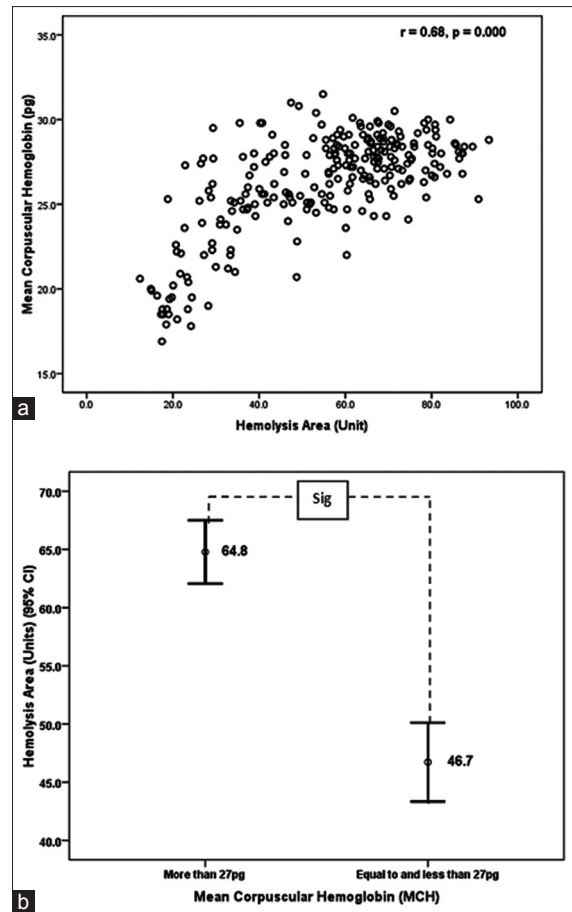 r = 0.68, p = 0.000
Mean Corpuscular Hemoglobin (pg)
35.0
30.0
25.0
20.0
15.0
0.0 20.0 40.0 60.0 80.0 100.0
Hemolysis Area (Unit)
a
Hemolysis Area (Units) (95% CI)
70.0
65.0
60.0
55.0
50.0
45.0
40.0
Sig
64.8
46.7
More than 27pg Equal to and less than 27pg
Mean Corpuscular Hemoglobin (MCH)
b